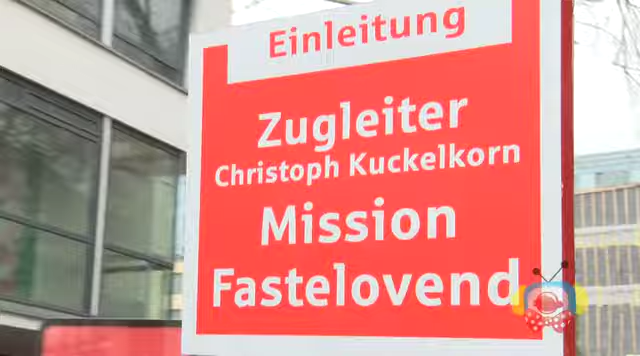 Einleitung
Zugleiter
Christoph Kuckelkorn
Mission
Fastelovend